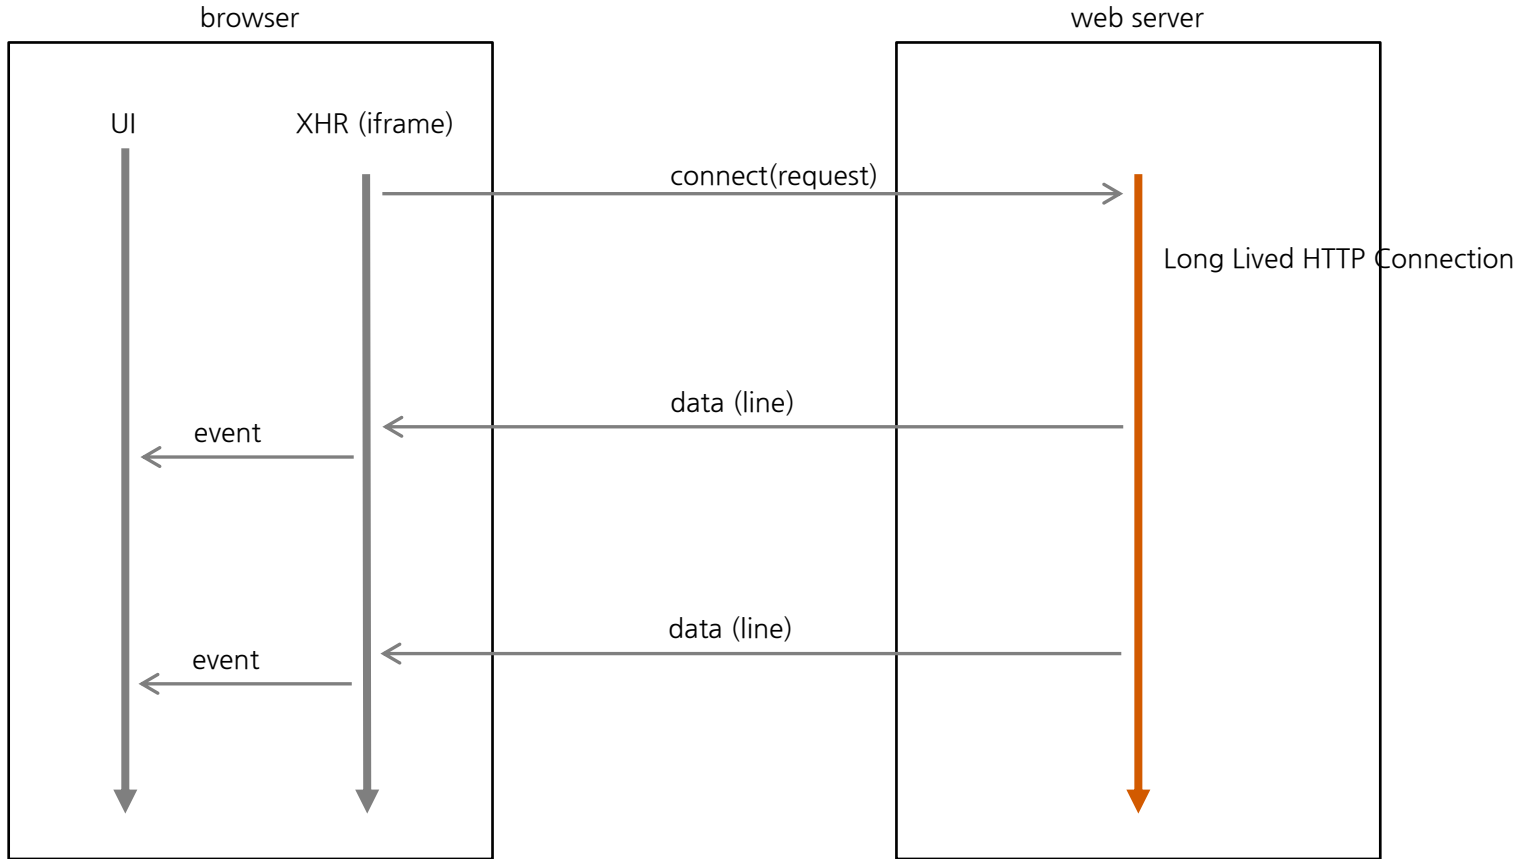 browser
web server
UI
XHR (iframe)
connect(request)
Long Lived HTTP Connection
data (line)
event
data (line)
event